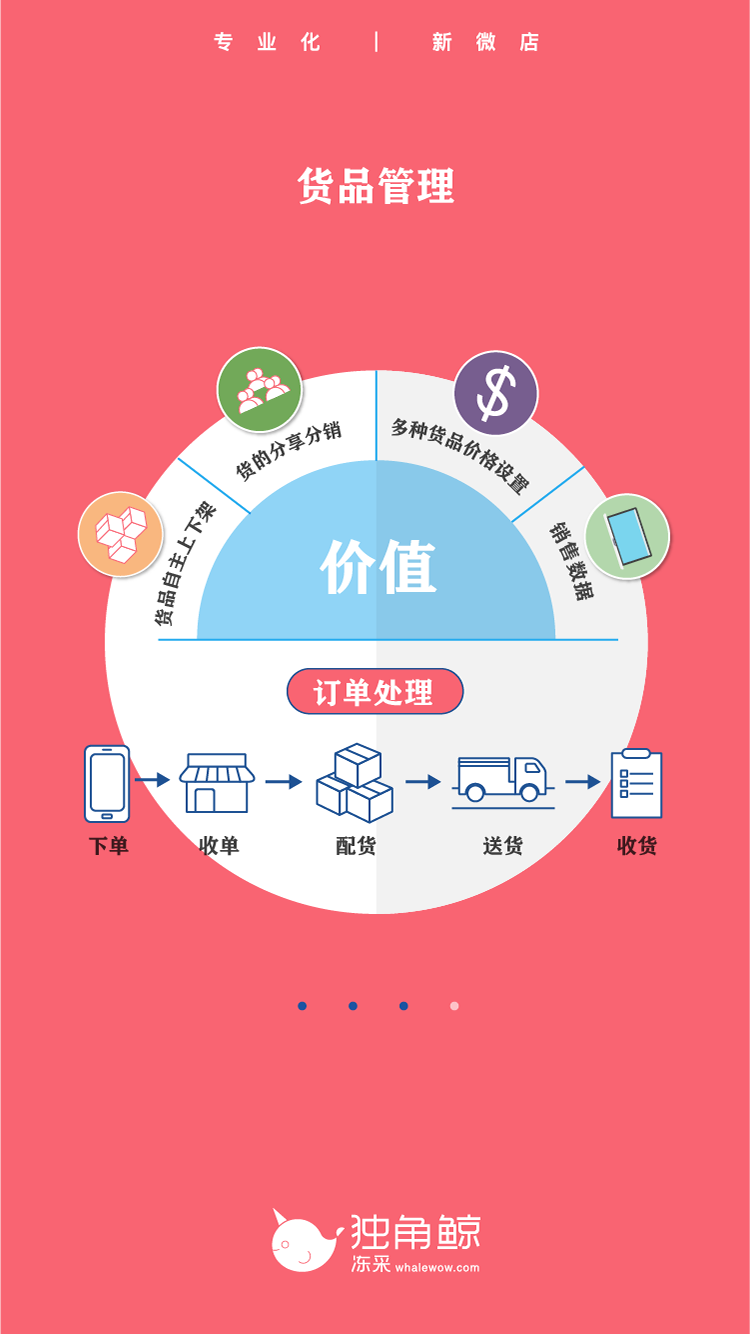 专业化 | 新微店
货品管理
货品自主上下架
货的分享分销
多种货品价格设置
销售数据
$
价值
订单处理
下单
收单
配货
送货
收货
独角鲸
冻采 whalewow.com